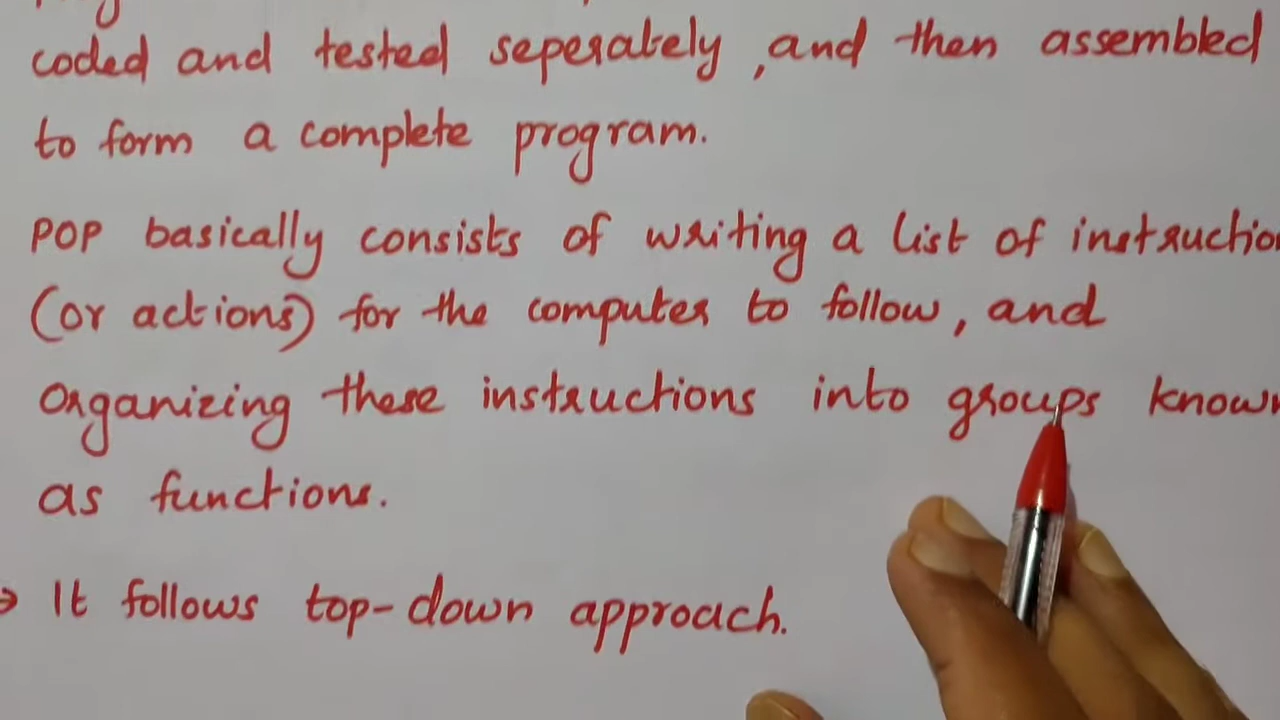 coded and tested seperately, and then assembled
to form a complete program.
POP basically consists of writing a list of instructio
(or actions) for the computer to follow, and
Organizing these instructions into groups known
as functions.
→ It follows top-down approach.